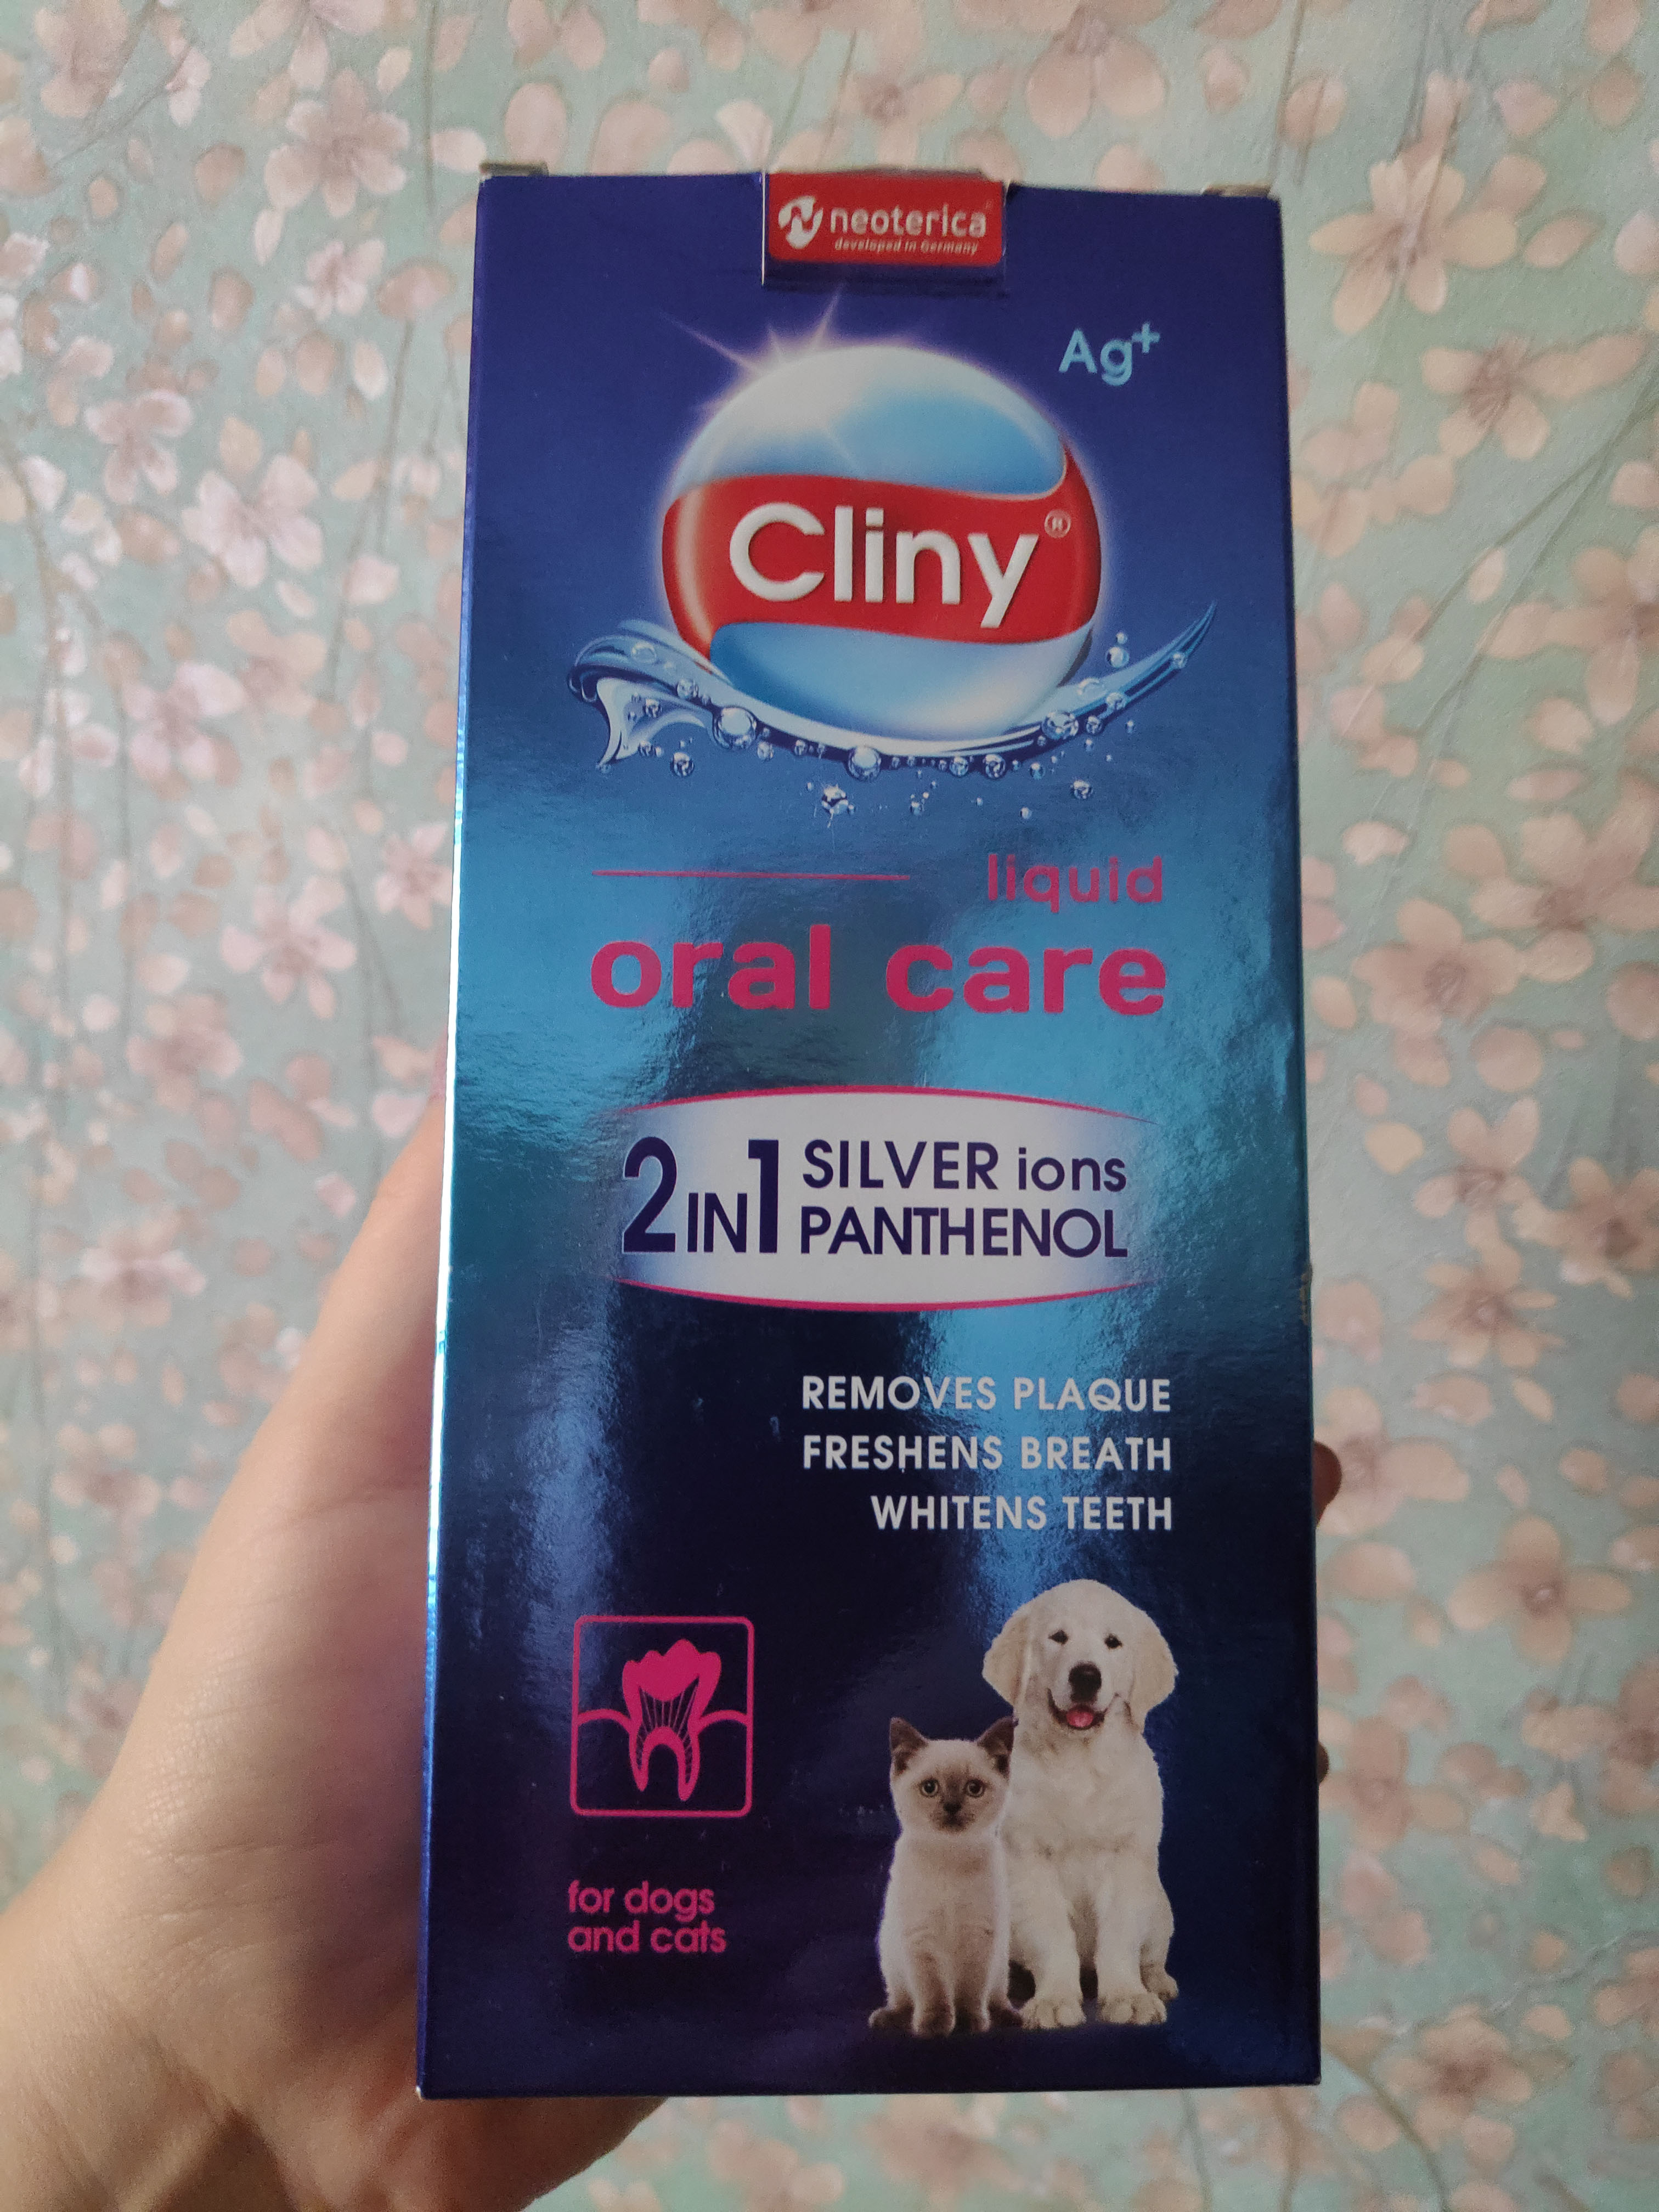 neoterica
developed in Germany
Ag+
Cliny®
liquid
oral care
2IN1 SILVER ions
PANTHENOL
REMOVES PLAQUE
FRESHENS BREATH
WHITENS TEETH
for dogs
and cats